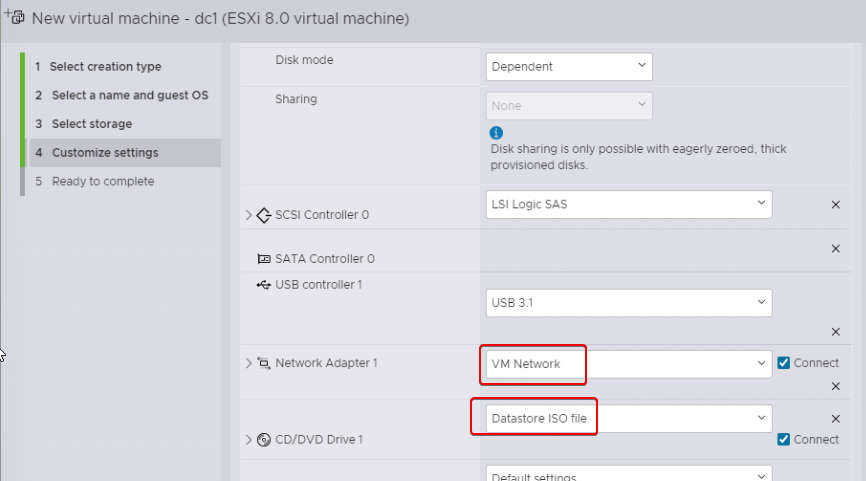 New virtual machine - dc1 (ESXi 8.0 virtual machine)
1 Select creation type
2 Select a name and guest OS
3 Select storage
4 Customize settings
5 Ready to complete
Disk mode
Dependent
Sharing
None
Disk sharing is only possible with eagerly zeroed, thick
provisioned disks.
SCSI Controller 0
LSI Logic SAS
SATA Controller 0
USB controller 1
USB 3.1
Network Adapter 1
VM Network
Connect
Datastore ISO file
CD/DVD Drive 1
Connect
Default settings